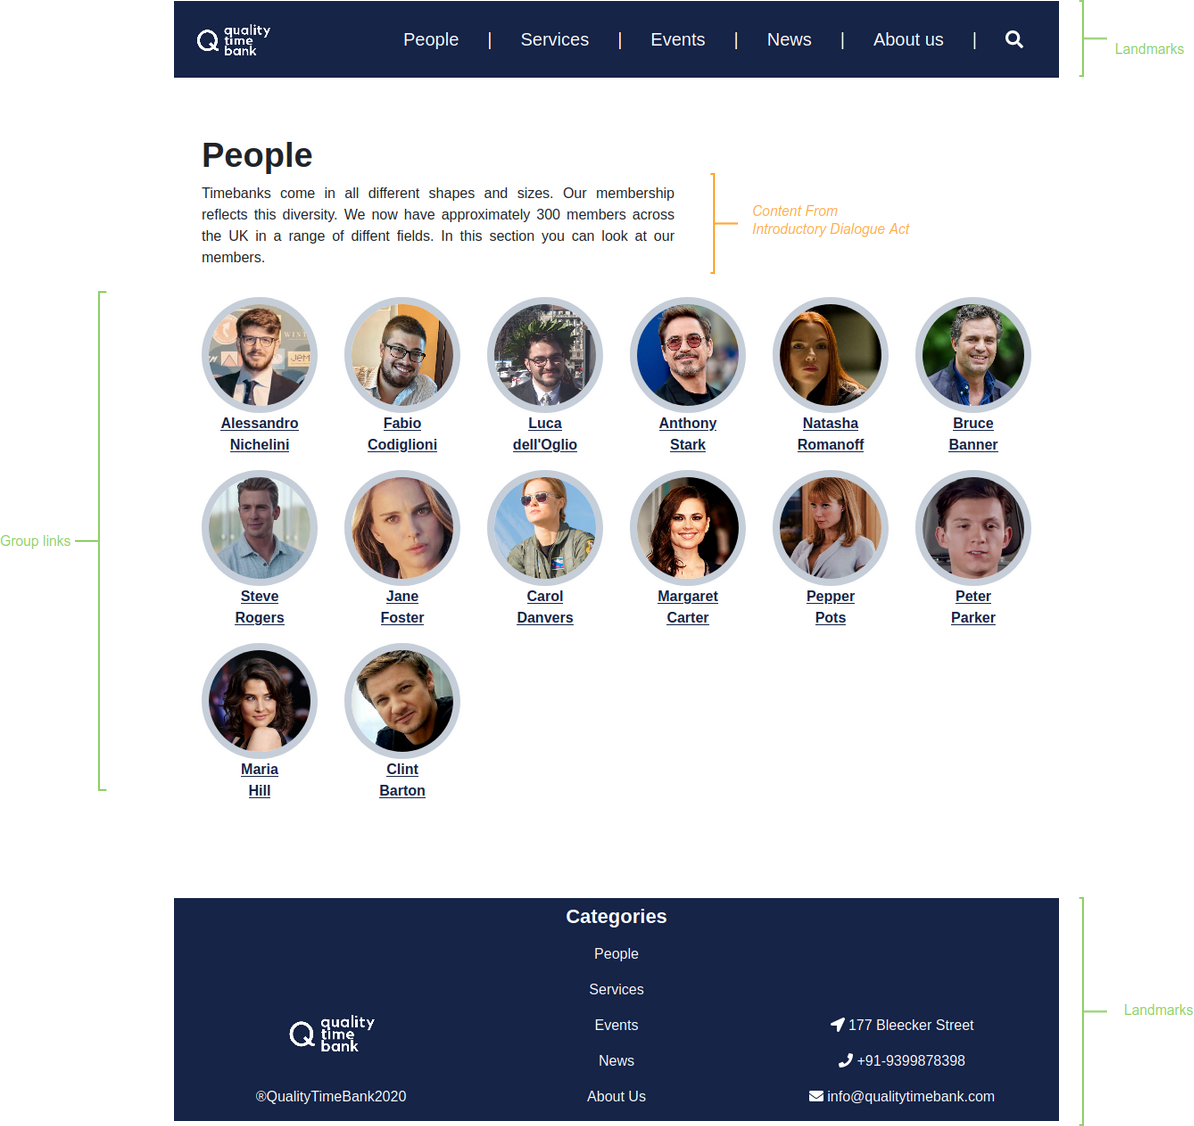 quality
time
bank
People | Services | Events | News | About us |
Landmarks
People
Timebanks come in all different shapes and sizes. Our membership
reflects this diversity. We now have approximately 300 members across
the UK in a range of diffent fields. In this section you can look at our
members.
Content From
Introductory Dialogue Act
Group links
Alessandro
Nichelini
Fabio
Codiglioni
Luca
dell'Oglio
Anthony
Stark
Natasha
Romanoff
Bruce
Banner
Steve
Rogers
Jane
Foster
Carol
Danvers
Margaret
Carter
Pepper
Pots
Peter
Parker
Maria
Hill
Clint
Barton
quality
time
bank
®QualityTimeBank2020
Categories
People
Services
Events
News
About Us
177 Bleecker Street
+91-9399878398
info@qualitytimebank.com
Landmarks